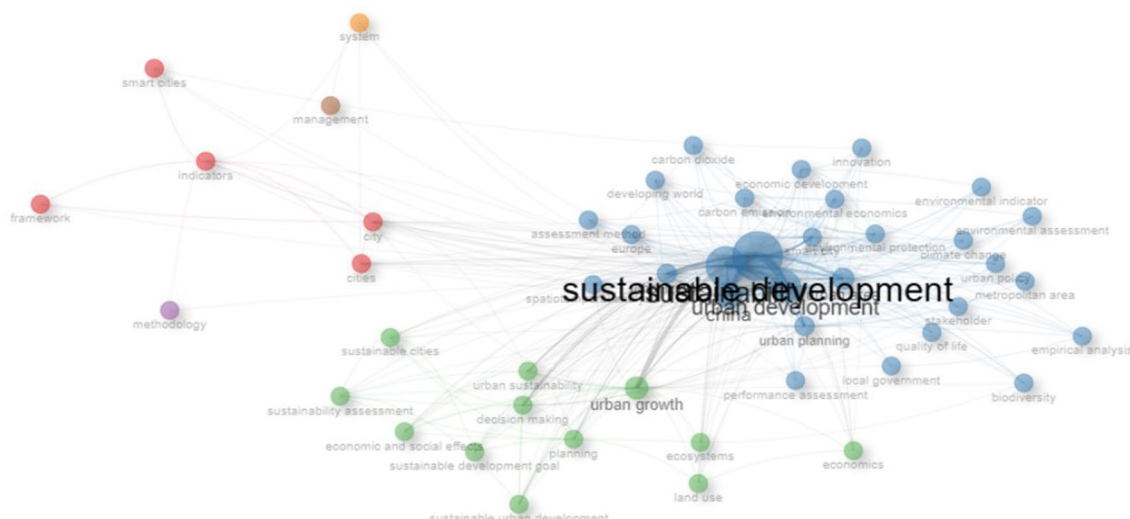 system
smart cities
management
carbon dioxide
innovation
indicators
economic development
developing world
environmental indicator
framework
carbon emission
environmental economics
environmental assessment
city
assessment method
europe
environmental protection
smart city
climate change
cities
urban policy
metropolitan area
sustainable development
urban development
china
methodology
stakeholder
urban planning
quality of life
sustainable cities
empirical analysis
local government
urban sustainability
performance assessment
biodiversity
sustainability assessment
decision making
urban growth
economic and social effects
planning
ecosystems
economics
sustainable development goal
land use
sustainable urban development